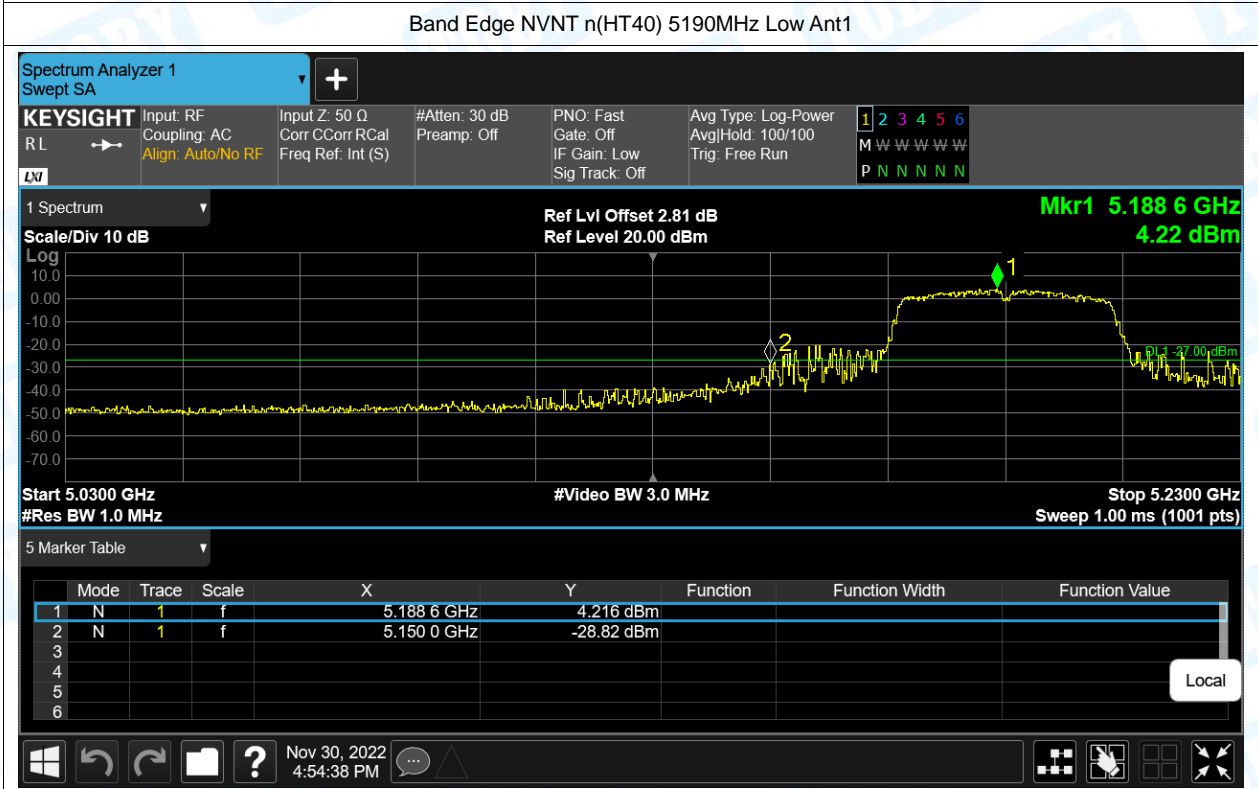 Band Edge NVNT n(HT40) 5190MHz Low Ant1
Spectrum Analyzer 1
Swept SA
KEYSIGHT
R L
LXI
Input: RF
Coupling: AC
Align: Auto/No RF
Input Z: 50 Ω
Corr CCorr RCal
Freq Ref: Int (S)
#Atten: 30 dB
Preamp: Off
PNO: Fast
Gate: Off
IF Gain: Low
Sig Track: Off
Avg Type: Log-Power
Avg|Hold: 100/100
Trig: Free Run
1 2 3 4 5 6
M W W W W W
P N N N N N
1 Spectrum
Scale/Div 10 dB
Ref Lvl Offset 2.81 dB
Ref Level 20.00 dBm
Mkr1 5.188 6 GHz
4.22 dBm
Log
10.0
0.00
-10.0
-20.0
-30.0
-40.0
-50.0
-60.0
-70.0
1
2
DL1 -27.00 dBm
Start 5.0300 GHz
#Video BW 3.0 MHz
Stop 5.2300 GHz
#Res BW 1.0 MHz
Sweep 1.00 ms (1001 pts)
5 Marker Table
Mode Trace Scale X Y Function Function Width Function Value
1 N 1 f 5.188 6 GHz 4.216 dBm
2 N 1 f 5.150 0 GHz -28.82 dBm
3
4
5
6
Local
?
Nov 30, 2022
4:54:38 PM